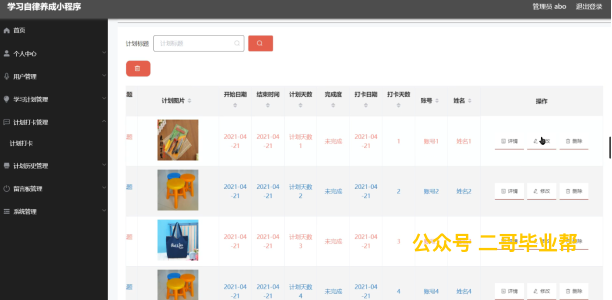 学习自律养成小程序
管理员 abo 退出登录
首页
个人中心
用户管理
学习计划管理
计划打卡管理
计划打卡
计划历史管理
留言板管理
系统管理
计划标题 计划标题
题 计划图片 开始日期 结束时间 计划天数 完成度 打卡日期 打卡天数 账号 姓名 操作
题 2021-04-21 2021-04-21 计划天数1 未完成 2021-04-21 1 账号1 姓名1 详情 修改 删除
题 2021-04-21 2021-04-21 计划天数2 未完成 2021-04-21 2 账号2 姓名2 详情 修改 删除
题 2021-04-21 2021-04-21 计划天数3 未完成 2021-04-21 3
公众号 二哥毕业帮
题 2021-04-21 2021-04-21 计划天数4 未完成 2021-04-21 4 账号4 姓名4 详情 修改 删除